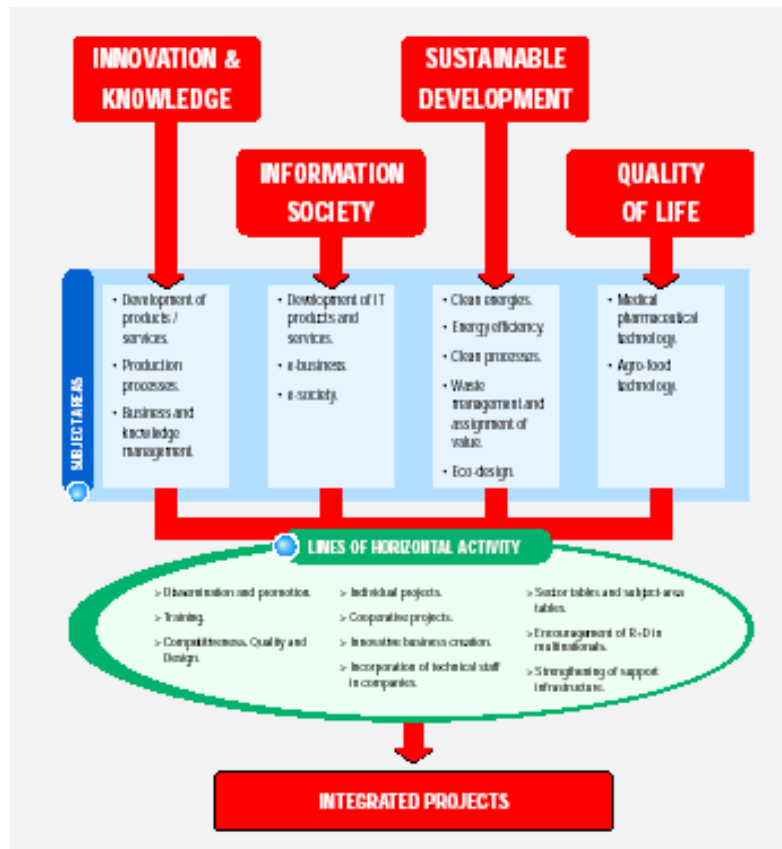 INNOVATION &
KNOWLEDGE
SUSTAINABLE
DEVELOPMENT
INFORMATION
SOCIETY
QUALITY
OF LIFE
SUBJECT AREAS
• Development of
products /
services.
• Production
processes.
• Business and
knowledge
management.
• Development of IT
products and
services.
• e-business.
• e-society.
• Clean energies.
• Energy efficiency.
• Clean processes.
• Waste
management and
assignment of
value.
• Eco-design.
• Medical
pharmaceutical
technology.
• Agro-food
technology.
LINES OF HORIZONTAL ACTIVITY
> Dissemination and promotion.
> Training.
> Competitiveness, Quality and
Design.
> Individual projects.
> Cooperative projects.
> Innovative business creation.
> Incorporation of technical staff
in companies.
> Sector tables and subject-area
tables.
> Encouragement of R+D in
multinationals.
> Strengthening of support
infrastructure.
INTEGRATED PROJECTS